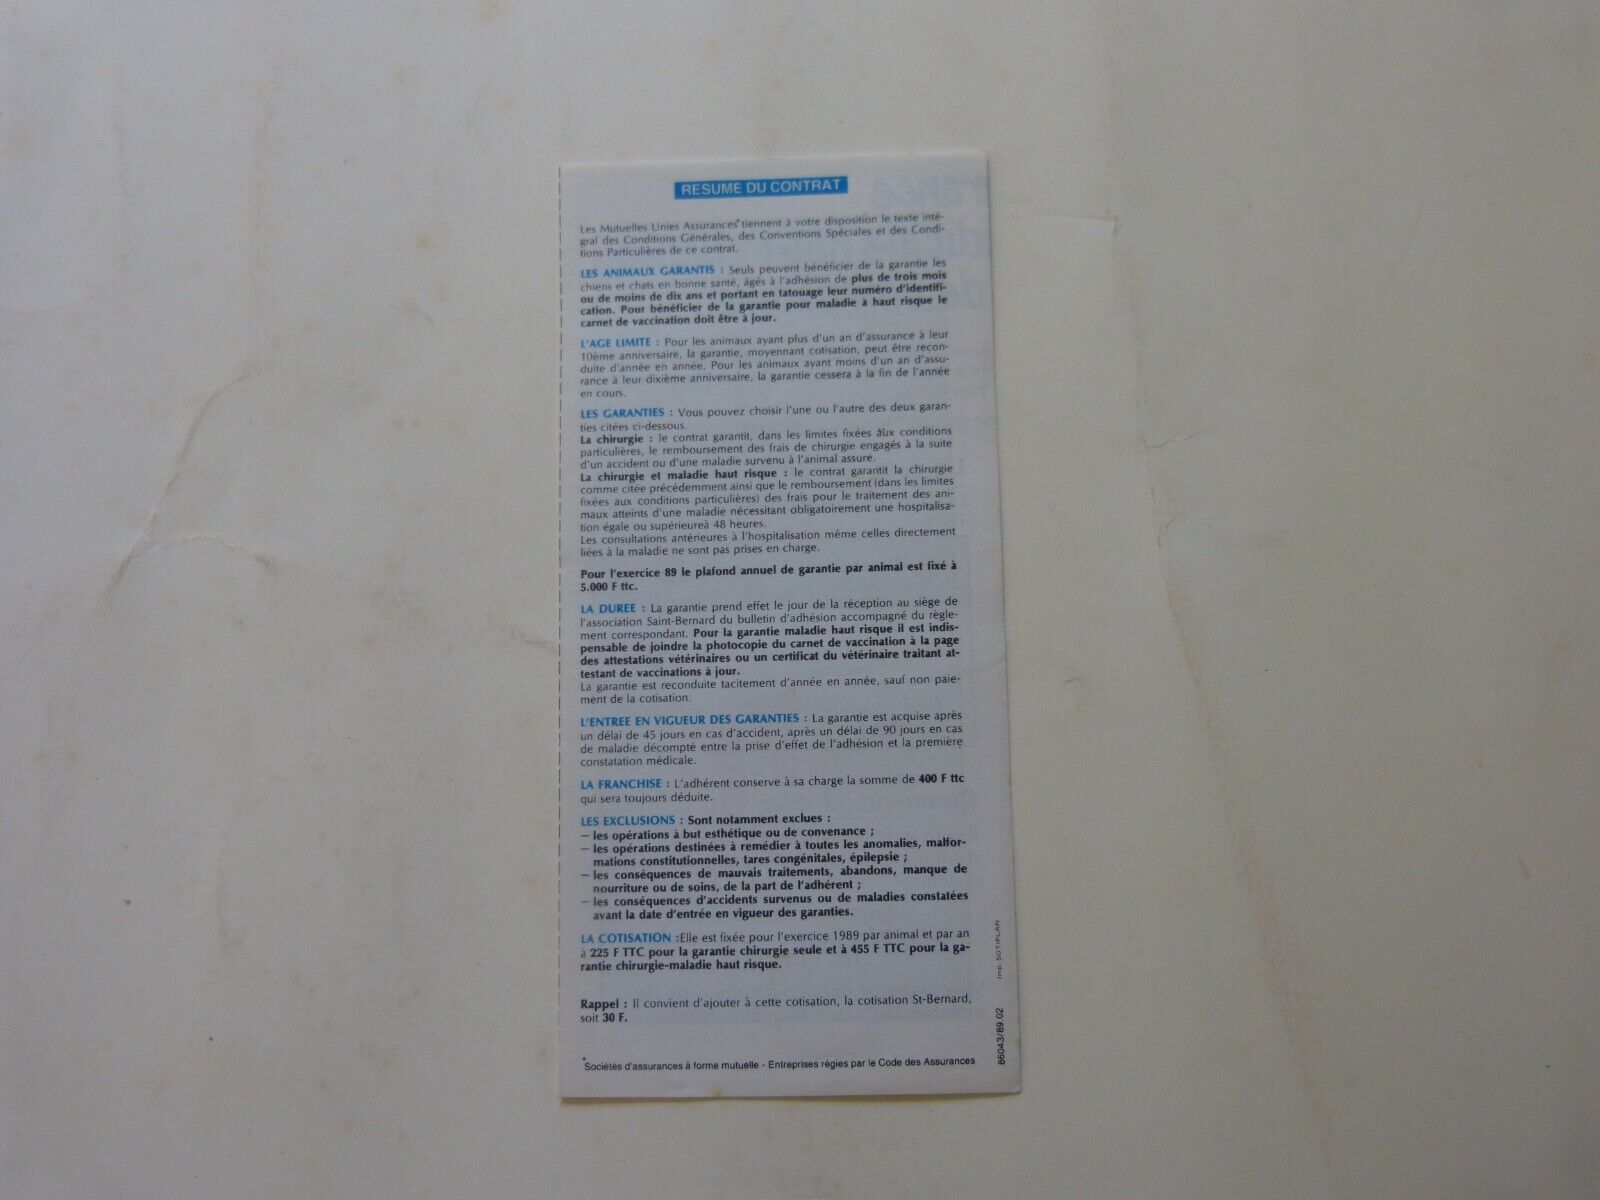 RESUME DU CONTRAT
Les Mutuelles Unies Assurances* tiennent à votre disposition le texte inté-
gral des Conditions Générales, des Conventions Spéciales et des Condi-
tions Particulières de ce contrat.
LES ANIMAUX GARANTIS : Seuls peuvent bénéficier de la garantie les
chiens et chats en bonne santé, âgés à l'adhésion de plus de trois mois
ou de moins de dix ans et portant en tatouage leur numéro d'identifi-
cation. Pour bénéficier de la garantie pour maladie à haut risque le
carnet de vaccination doit être à jour.
L'AGE LIMITE : Pour les animaux ayant plus d'un an d'assurance à leur
10ème anniversaire, la garantie, moyennant cotisation, peut être recon-
duite d'année en année. Pour les animaux ayant moins d'un an d'assu-
rance à leur dixième anniversaire, la garantie cessera à la fin de l'année
en cours.
LES GARANTIES : Vous pouvez choisir l'une ou l'autre des deux garan-
ties citées ci-dessous.
La chirurgie : le contrat garantit, dans les limites fixées aux conditions
particulières, le remboursement des frais de chirurgie engagés à la suite
d'un accident ou d'une maladie survenu à l'animal assure.
La chirurgie et maladie haut risque : le contrat garantit la chirurgie
comme citée précédemment ainsi que le remboursement (dans les limites
fixées aux conditions particulières) des frais pour le traitement des ani-
maux atteints d'une maladie nécessitant obligatoirement une hospitalisa-
tion égale ou supérieureà 48 heures.
Les consultations antérieures à l'hospitalisation même celles directement
liées à la maladie ne sont pas prises en charge.
Pour l'exercice 89 le plafond annuel de garantie par animal est fixé à
5.000 F ttc.
LA DUREE : La garantie prend effet le jour de la réception au siège de
l'association Saint-Bernard du bulletin d'adhésion accompagné du règle-
ment correspondant. Pour la garantie maladie haut risque il est indis-
pensable de joindre la photocopie du carnet de vaccination à la page
des attestations vétérinaires ou un certificat du vétérinaire traitant at-
testant de vaccinations à jour.
La garantie est reconduite tacitement d'année en année, sauf non paie-
ment de la cotisation.
L'ENTREE EN VIGUEUR DES GARANTIES : La garantie est acquise après
un délai de 45 jours en cas d'accident, après un délai de 90 jours en cas
de maladie décompté entre la prise d'effet de l'adhésion et la première
constatation médicale.
LA FRANCHISE : L'adhérent conserve à sa charge la somme de 400 F ttc
qui sera toujours déduite.
LES EXCLUSIONS : Sont notamment exclues :
— les opérations à but esthétique ou de convenance ;
— les opérations destinées à remédier à toutes les anomalies, malfor-
mations constitutionnelles, tares congénitales, épilepsie ;
— les conséquences de mauvais traitements, abandons, manque de
nourriture ou de soins, de la part de l'adhérent ;
— les conséquences d'accidents survenus ou de maladies constatées
avant la date d'entrée en vigueur des garanties.
LA COTISATION :Elle est fixée pour l'exercice 1989 par animal et par an
à 225 F TTC pour la garantie chirurgie seule et à 455 F TTC pour la ga-
rantie chirurgie-maladie haut risque.
Rappel : Il convient d'ajouter à cette cotisation, la cotisation St-Bernard,
soit 30 F.
*Sociétés d'assurances à forme mutuelle - Entreprises régies par le Code des Assurances
86043/89.02
Imp. SOTIPLAN